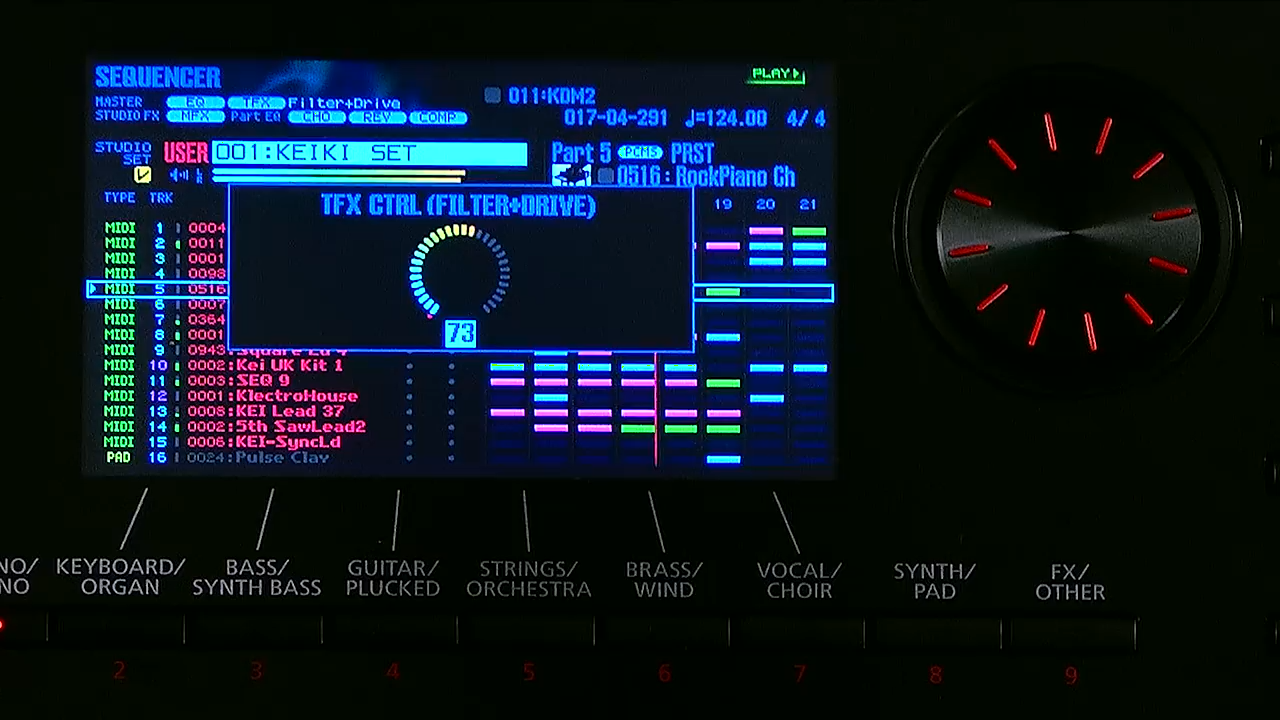 SEQUENCER
PLAY
MASTER EQ TFX Filter+Drive
011:KDM2
STUDIO FX MFX Part EQ CHO REV COMP
017-04-291 ♩=124.00 4/ 4
STUDIO SET USER 001:KEIKI SET
Part 5 PCMS PRST
0516: RockPiano Ch
TYPE TRK
19 20 21
TFX CTRL (FILTER+DRIVE)
73
MIDI 1 0004
MIDI 2 0011
MIDI 3 0001
MIDI 4 0098
MIDI 5 0516
MIDI 6 0007
MIDI 7 0364
MIDI 8 0001
MIDI 9 0943:
MIDI 10 0002:Kei UK Kit 1
MIDI 11 0003:SEQ 9
MIDI 12 0001:KlectroHouse
MIDI 13 0008:KEI Lead 37
MIDI 14 0002:5th SawLead2
MIDI 15 0006:KEI-SyncLd
PAD 16 0024:Pulse Clav
NO/
NO
KEYBOARD/
ORGAN
BASS/
SYNTH BASS
GUITAR/
PLUCKED
STRINGS/
ORCHESTRA
BRASS/
WIND
VOCAL/
CHOIR
SYNTH/
PAD
FX/
OTHER
2 3 4 5 6 7 8 9